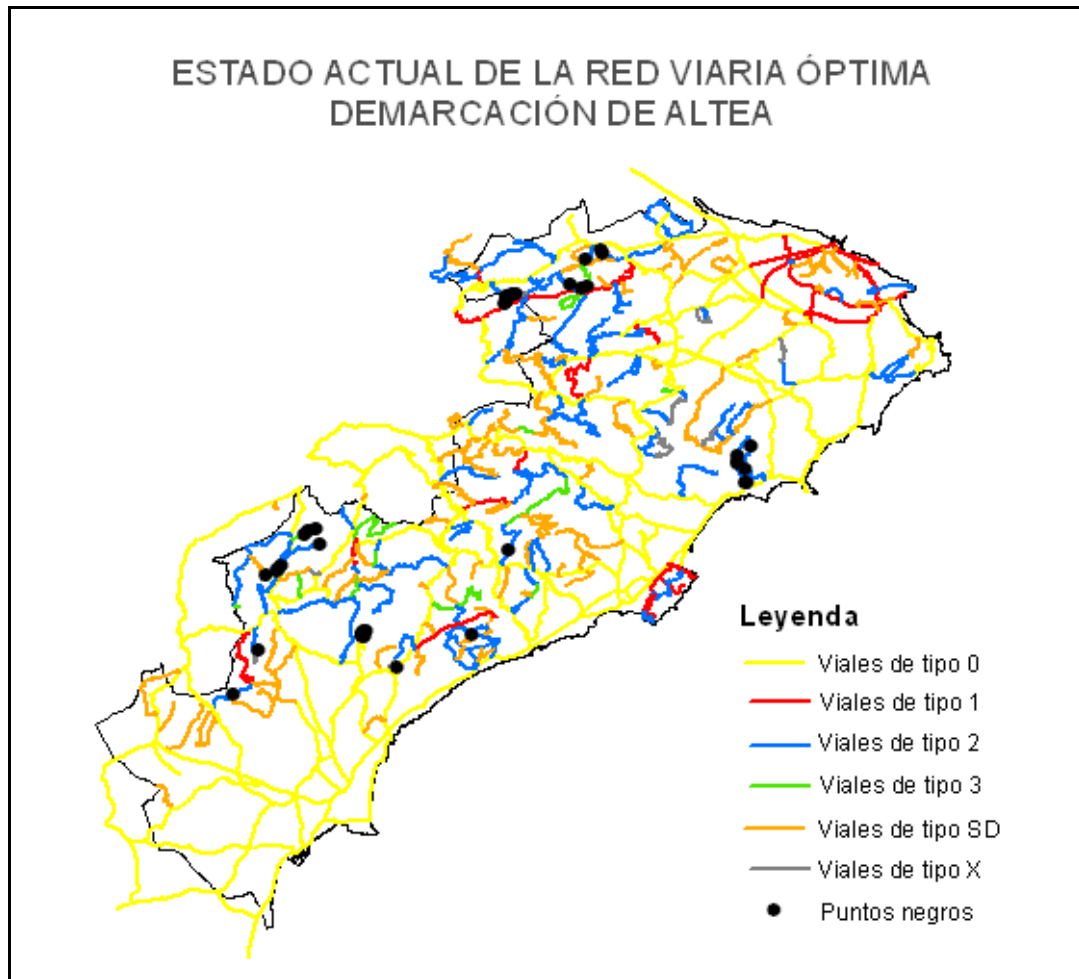 ESTADO ACTUAL DE LA RED VIARIA ÓPTIMA
DEMARCACIÓN DE ALTEA
Leyenda
Viales de tipo 0
Viales de tipo 1
Viales de tipo 2
Viales de tipo 3
Viales de tipo SD
Viales de tipo X
Puntos negros